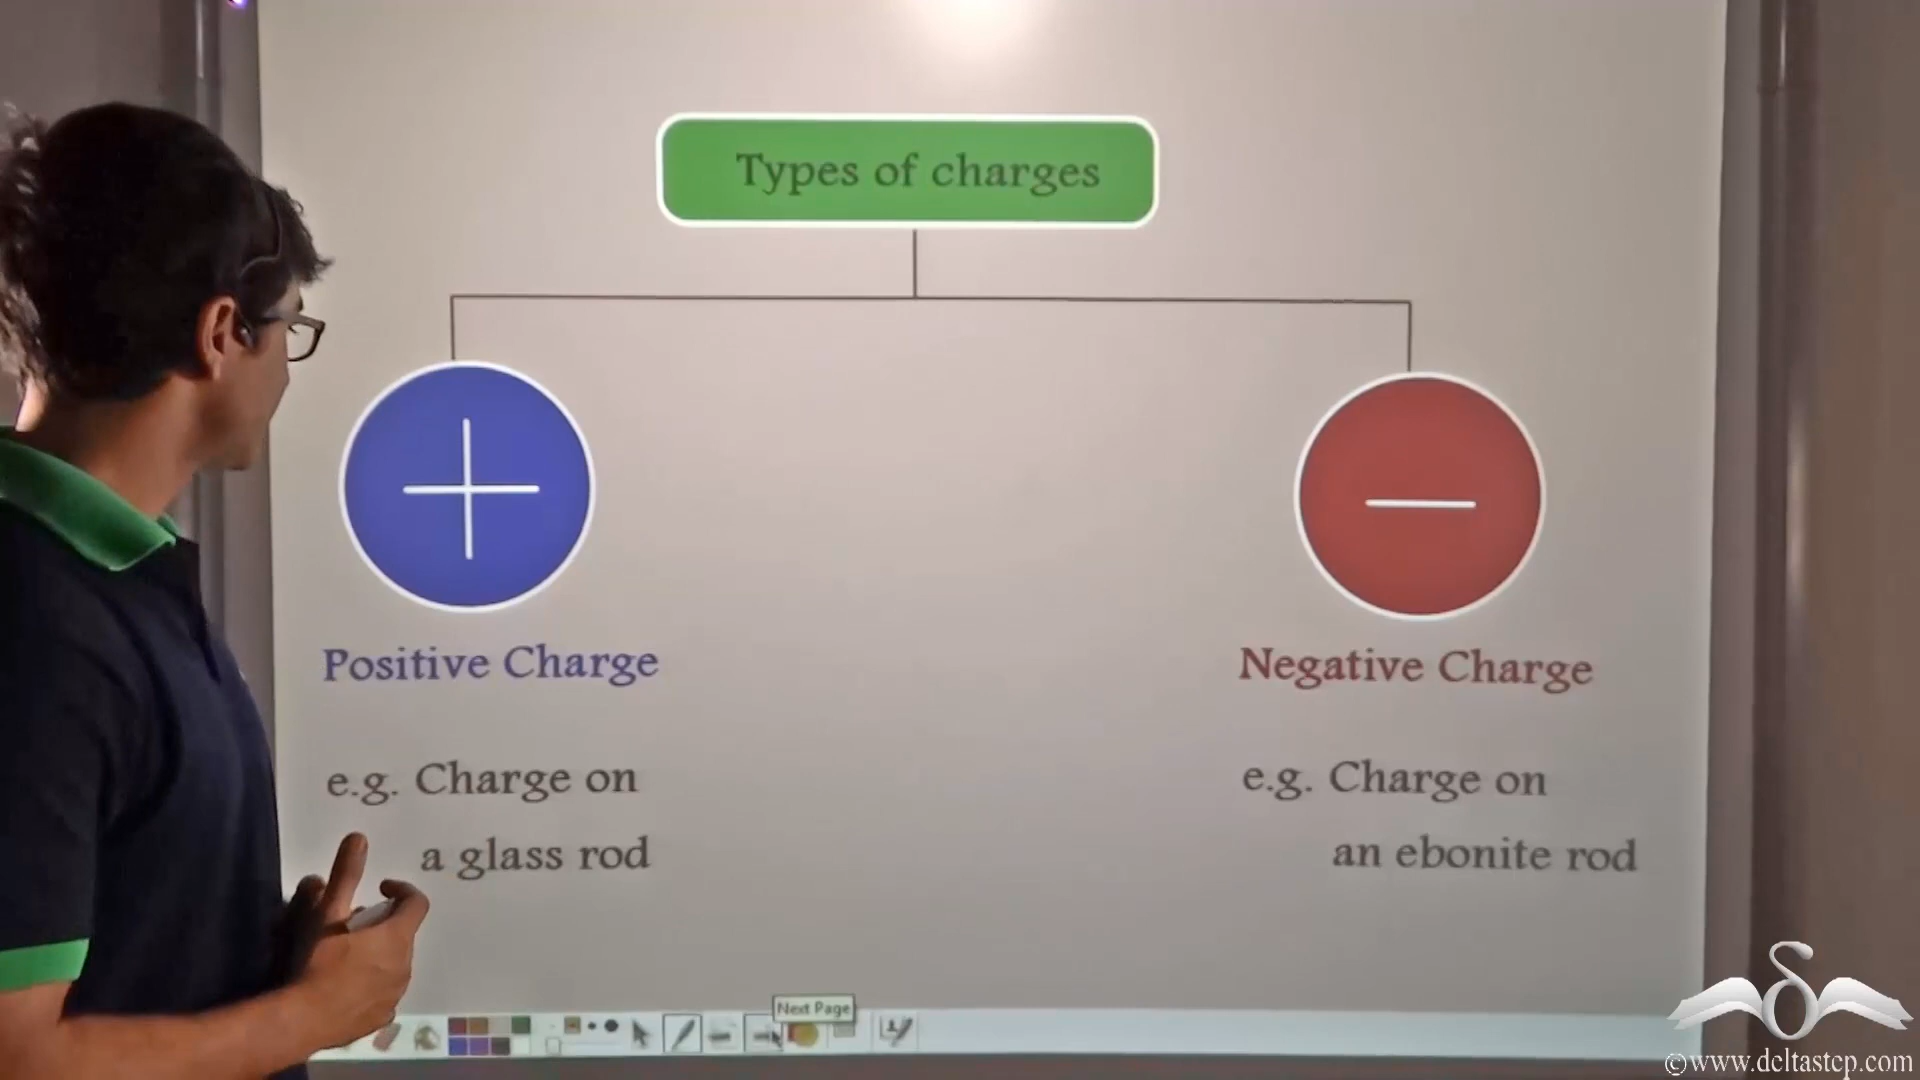 Types of charges
Positive Charge
e.g. Charge on
a glass rod
Negative Charge
e.g. Charge on
an ebonite rod
Next Page
©www.deltastep.com